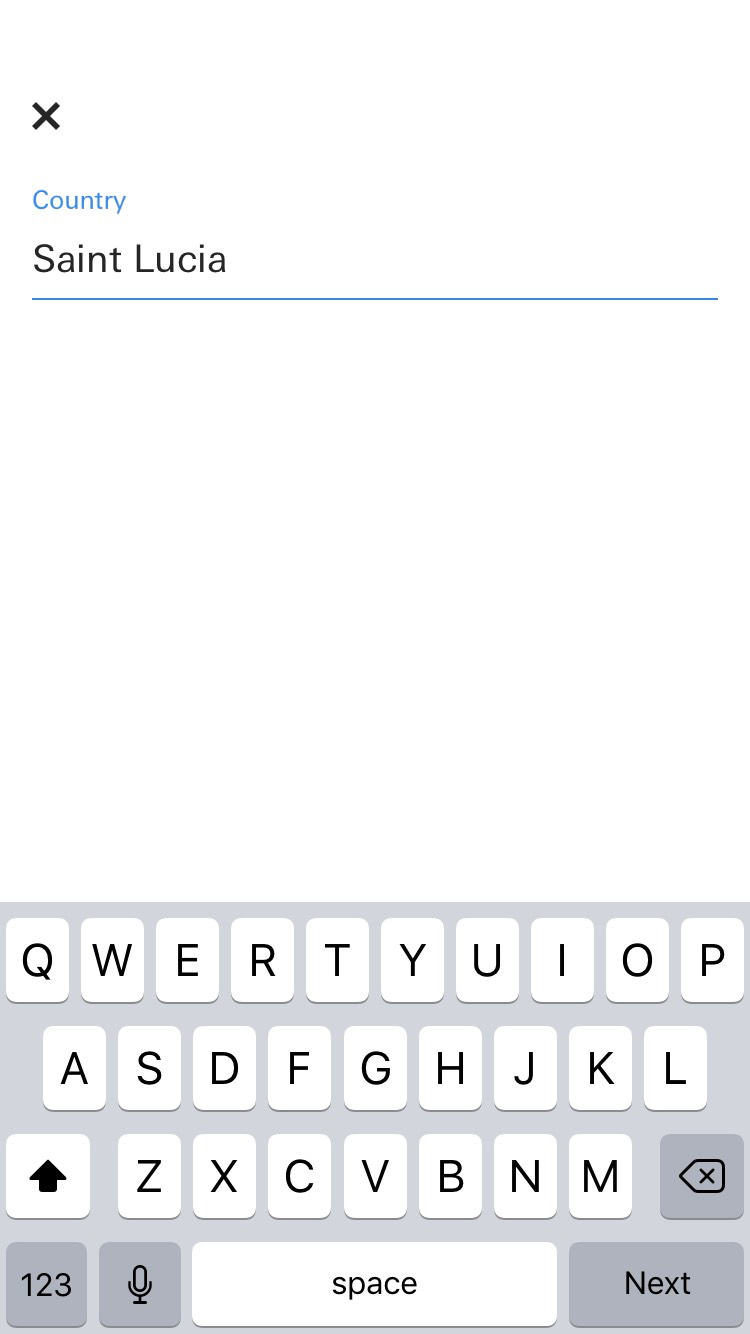 Country
Saint Lucia
Q W E R T Y U I O P
A S D F G H J K L
Z X C V B N M
123 space Next